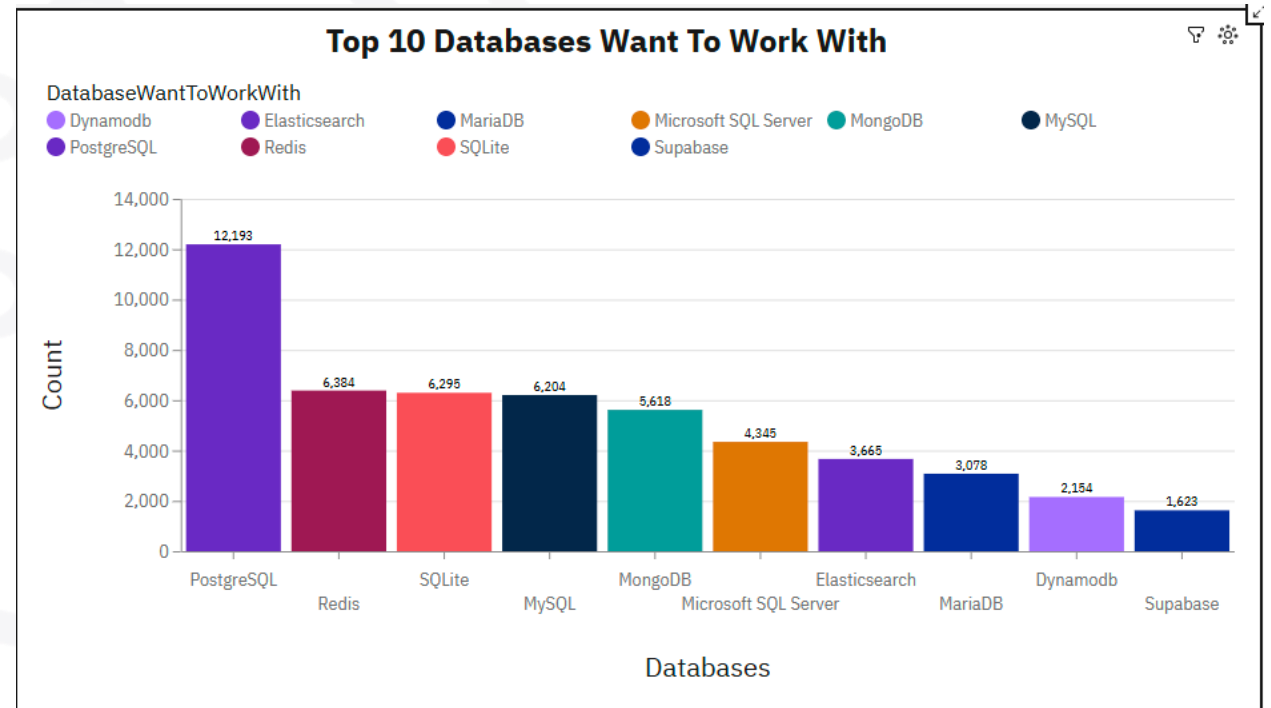 Top 10 Databases Want To Work With
DatabaseWantToWorkWith
Dynamodb Elasticsearch MariaDB Microsoft SQL Server MongoDB MySQL
PostgreSQL Redis SQLite Supabase
14,000
12,000
10,000
8,000
6,000
4,000
2,000
0
Count
12,193
6,384
6,295
6,204
5,618
4,345
3,665
3,078
2,154
1,623
PostgreSQL SQLite MongoDB Elasticsearch Dynamodb
Redis MySQL Microsoft SQL Server MariaDB Supabase
Databases